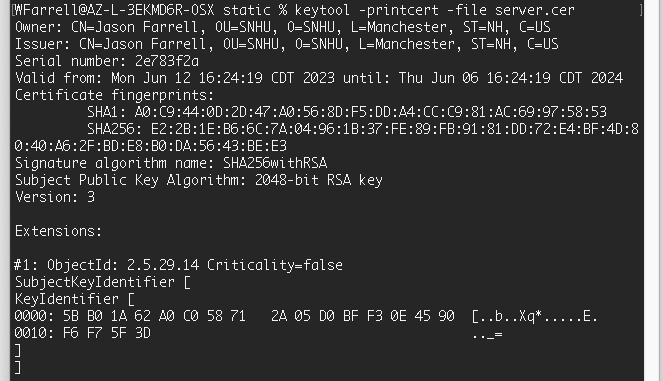 WFarrell@AZ-L-3EKMD6R-OSX static % keytool -printcert -file server.cer
Owner: CN=Jason Farrell, OU=SNHU, O=SNHU, L=Manchester, ST=NH, C=US
Issuer: CN=Jason Farrell, OU=SNHU, O=SNHU, L=Manchester, ST=NH, C=US
Serial number: 2e783f2a
Valid from: Mon Jun 12 16:24:19 CDT 2023 until: Thu Jun 06 16:24:19 CDT 2024
Certificate fingerprints:
SHA1: A0:C9:44:0D:2D:47:A0:56:8D:F5:DD:A4:CC:C9:81:AC:69:97:58:53
SHA256: E2:2B:1E:B6:6C:7A:04:96:1B:37:FE:89:FB:91:81:DD:72:E4:BF:4D:8
0:40:A6:2F:BD:E8:B0:DA:56:43:BE:E3
Signature algorithm name: SHA256withRSA
Subject Public Key Algorithm: 2048-bit RSA key
Version: 3
Extensions:
#1: ObjectId: 2.5.29.14 Criticality=false
SubjectKeyIdentifier [
KeyIdentifier [
0000: 5B B0 1A 62 A0 C0 58 71   2A 05 D0 BF F3 0E 45 90  [..b..Xq*.....E.
0010: F6 F7 5F 3D                                        .._=
]
]